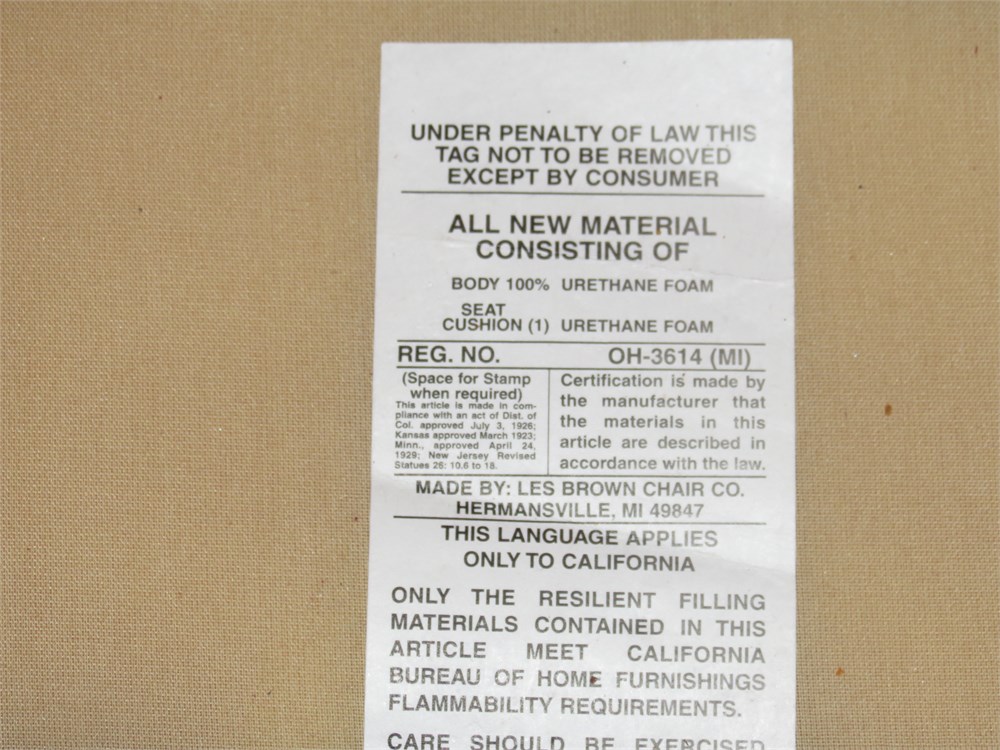 UNDER PENALTY OF LAW THIS
TAG NOT TO BE REMOVED
EXCEPT BY CONSUMER
ALL NEW MATERIAL
CONSISTING OF
BODY 100% URETHANE FOAM
SEAT
CUSHION (1) URETHANE FOAM
REG. NO. OH-3614 (MI)
(Space for Stamp
when required)
This article is made in com-
pliance with an act of Dist. of
Col. approved July 3, 1926;
Kansas approved March 1923;
Minn., approved April 24,
1929; New Jersey Revised
Statues 26: 10.6 to 18.
Certification is made by
the manufacturer that
the materials in this
article are described in
accordance with the law.
MADE BY: LES BROWN CHAIR CO.
HERMANSVILLE, MI 49847
THIS LANGUAGE APPLIES
ONLY TO CALIFORNIA
ONLY THE RESILIENT FILLING
MATERIALS CONTAINED IN THIS
ARTICLE MEET CALIFORNIA
BUREAU OF HOME FURNISHINGS
FLAMMABILITY REQUIREMENTS.
CARE SHOULD BE EXERCISED